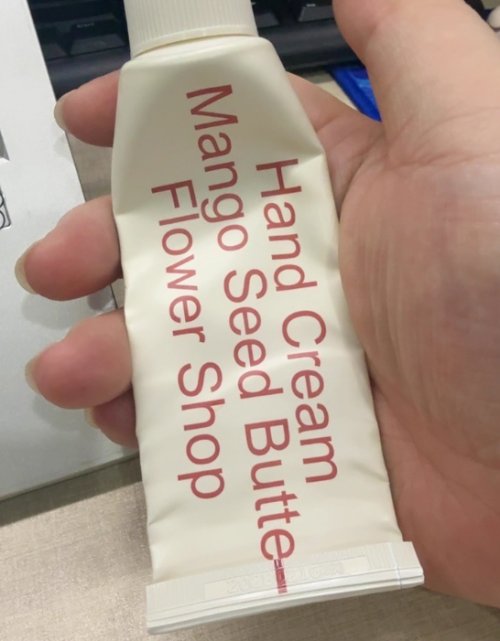 Hand Cream
Mango Seed Butte
Flower Shop